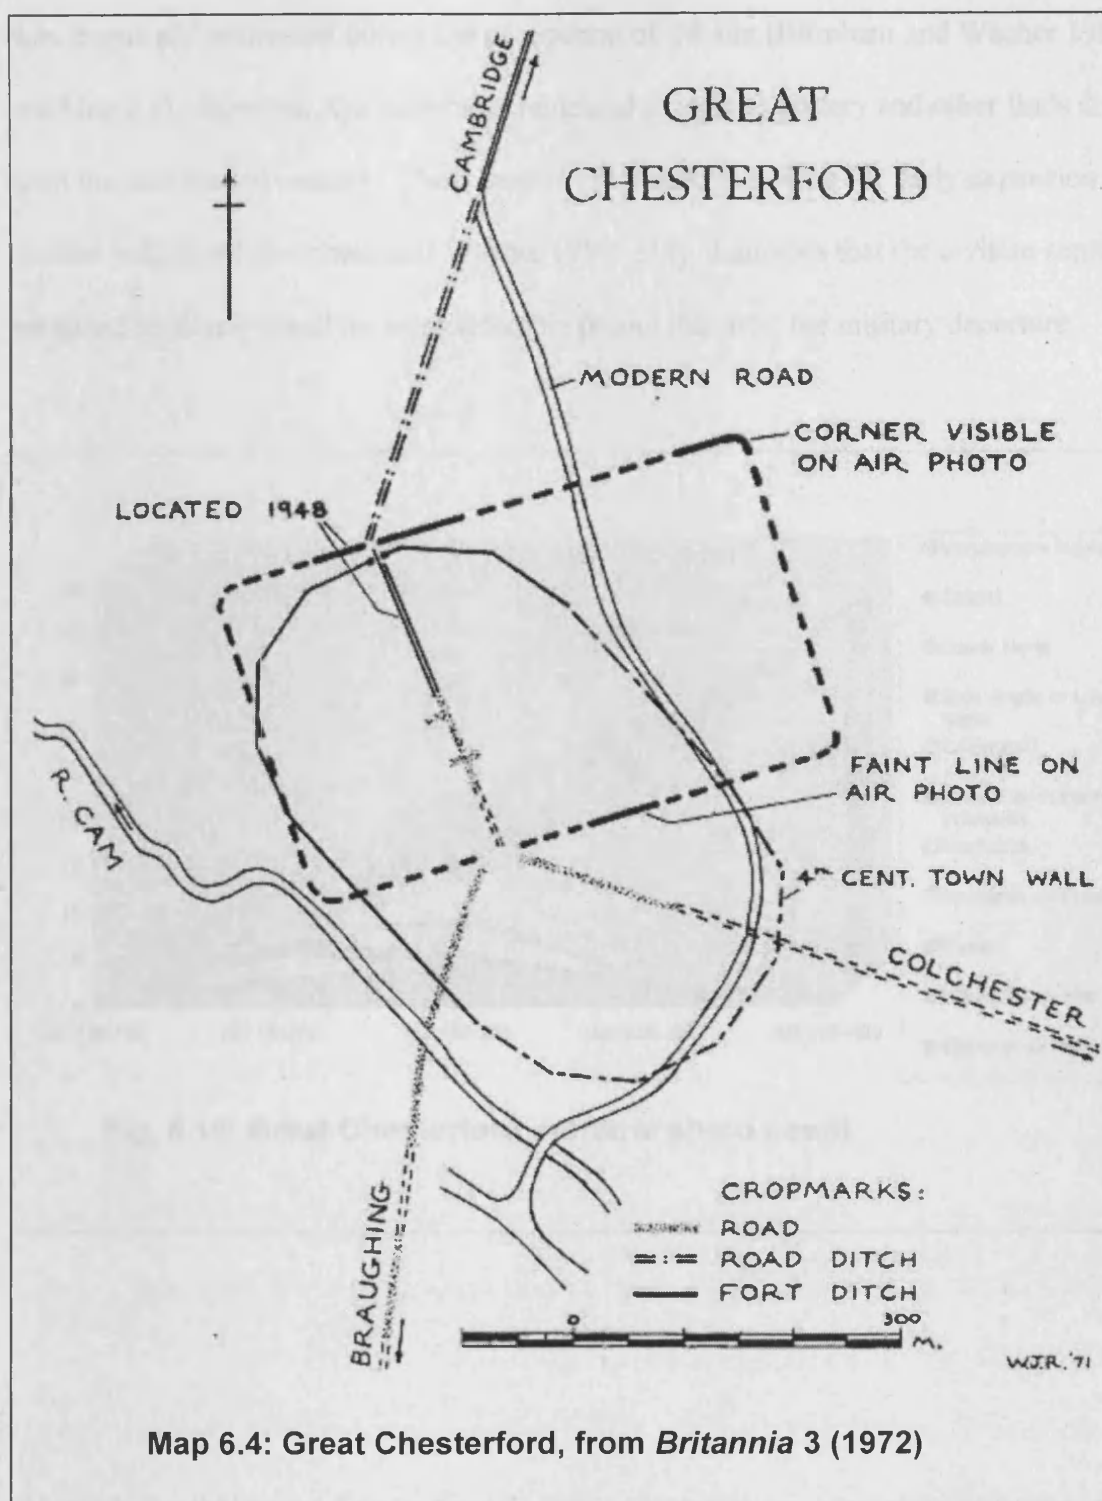 GREAT
CHESTERFORD
CAMBRIDGE
MODERN ROAD
CORNER VISIBLE
ON AIR PHOTO
LOCATED 1948
R. CAM
FAINT LINE ON
AIR PHOTO
4TH CENT. TOWN WALL
COLCHESTER
BRAUGHING
CROPMARKS:
ROAD
ROAD DITCH
FORT DITCH
0 300
M.
W.J.R. '71
Map 6.4: Great Chesterford, from Britannia 3 (1972)